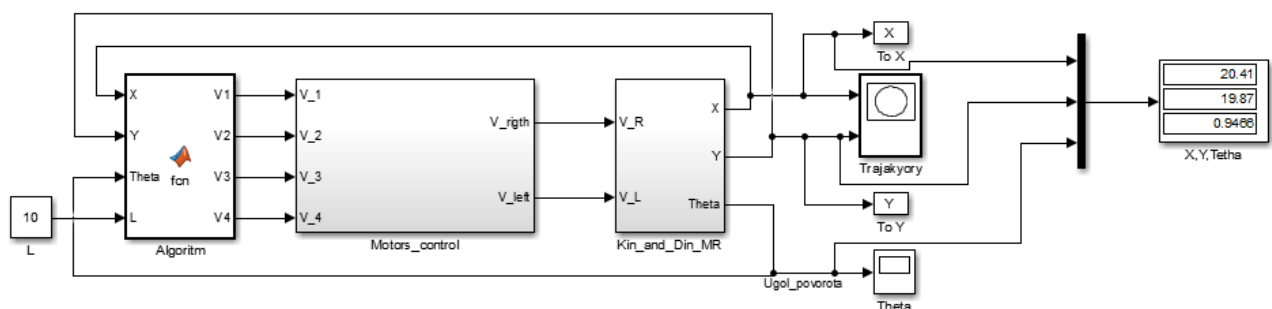 X
To X
X
Y
Theta
L
fcn
V1
V2
V3
V4
Algoritm
10
L
V_1
V_2
V_3
V_4
V_rigth
V_left
Motors_control
V_R
V_L
X
Y
Theta
Kin_and_Din_MR
Trajakyory
Y
To Y
Ugol_povorota
Theta
20.41
19.87
0.9466
X,Y,Tetha